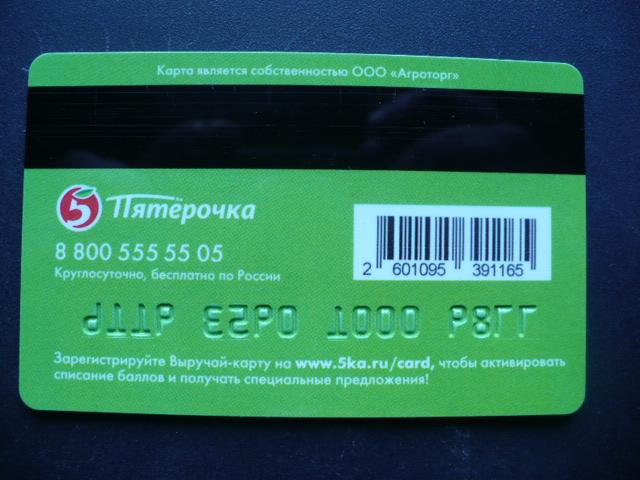 Карта является собственностью ООО «Агроторг»
5 Пятёрочка
8 800 555 55 05
Круглосуточно, бесплатно по России
2 601095 391165
Зарегистрируйте Выручай-карту на www.5ka.ru/card, чтобы активировать
списание баллов и получать специальные предложения!